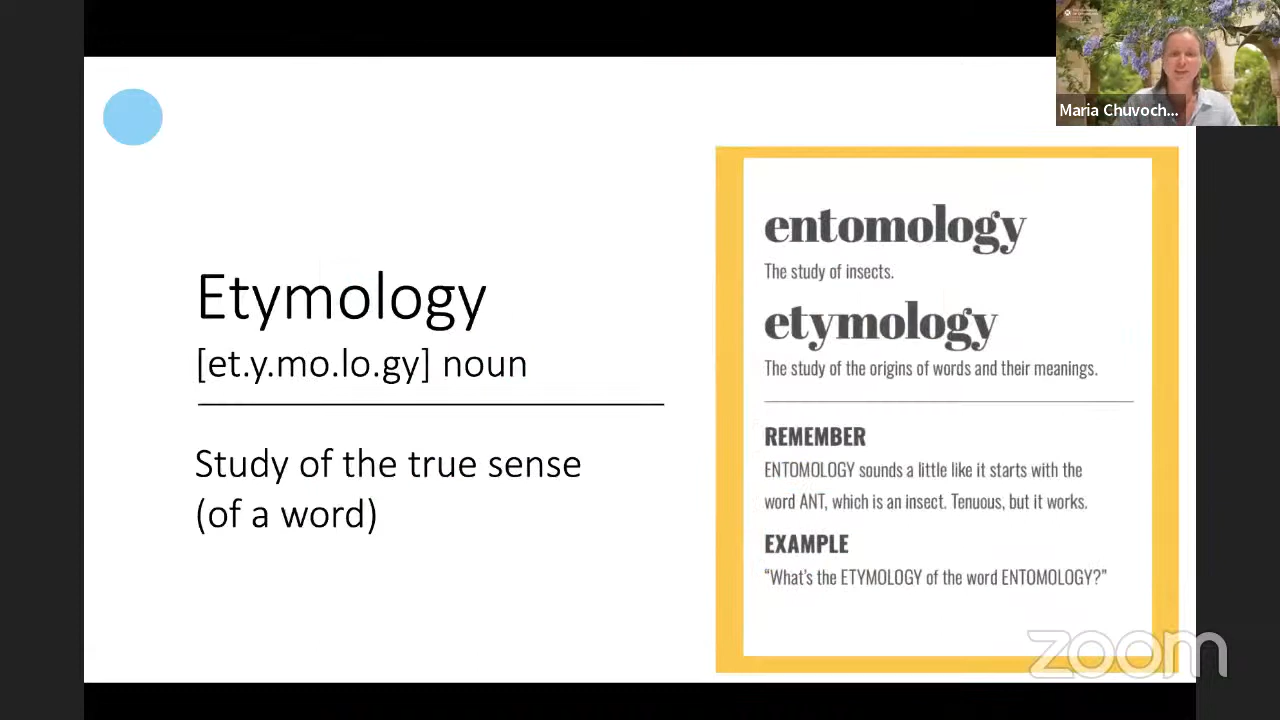 Maria Chuvoch...
Etymology
[et.y.mo.lo.gy] noun
Study of the true sense
(of a word)
entomology
The study of insects.
etymology
The study of the origins of words and their meanings.
REMEMBER
ENTOMOLOGY sounds a little like it starts with the
word ANT, which is an insect. Tenuous, but it works.
EXAMPLE
“What’s the ETYMOLOGY of the word ENTOMOLOGY?”
zoom